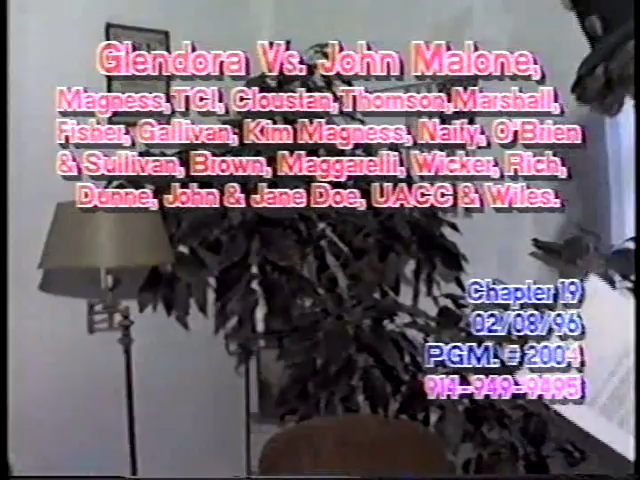 Glendora Vs. John Malone,
Magness, TCI, Cloustan, Thomson, Marshall,
Fisher, Gallivan, Kim Magness, Naify, O'Brien
& Sullivan, Brown, Maggarelli, Wicker, Rich,
Dunne, John & Jane Doe, UACC & Wiles.
Chapter 19
02/08/96
PGM. # 2004
914-949-9495